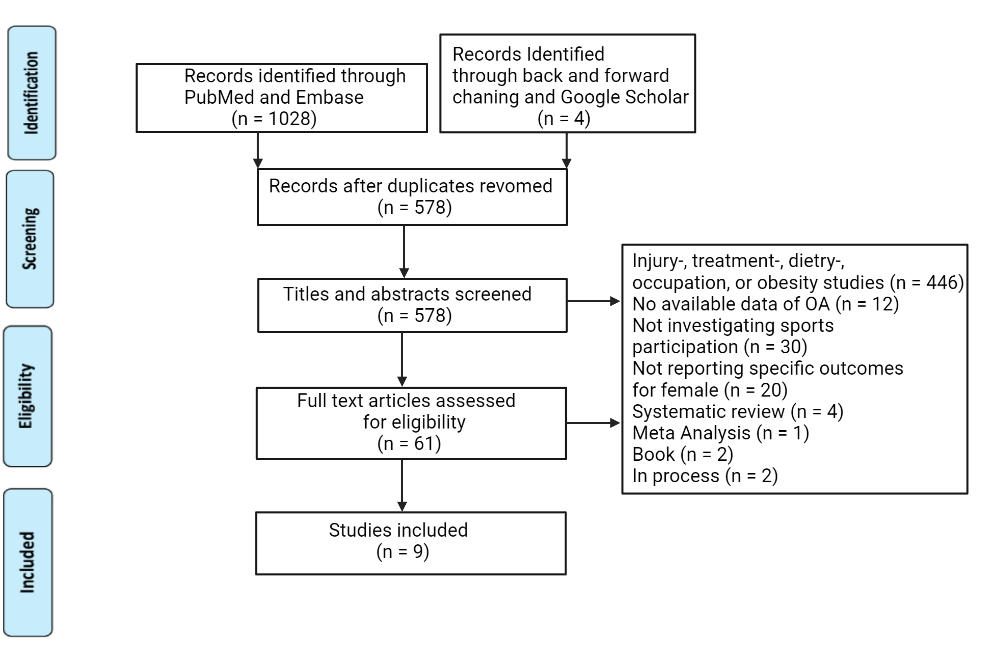 Identification
Records identified through
PubMed and Embase
(n = 1028)
Records Identified
through back and forward
chaning and Google Scholar
(n = 4)
Screening
Records after duplicates revomed
(n = 578)
Titles and abstracts screened
(n = 578)
Injury-, treatment-, dietry-,
occupation, or obesity studies (n = 446)
No available data of OA (n = 12)
Not investigating sports
participation (n = 30)
Not reporting specific outcomes
for female (n = 20)
Systematic review (n = 4)
Meta Analysis (n = 1)
Book (n = 2)
In process (n = 2)
Eligibility
Full text articles assessed
for eligibility
(n = 61)
Included
Studies included
(n = 9)